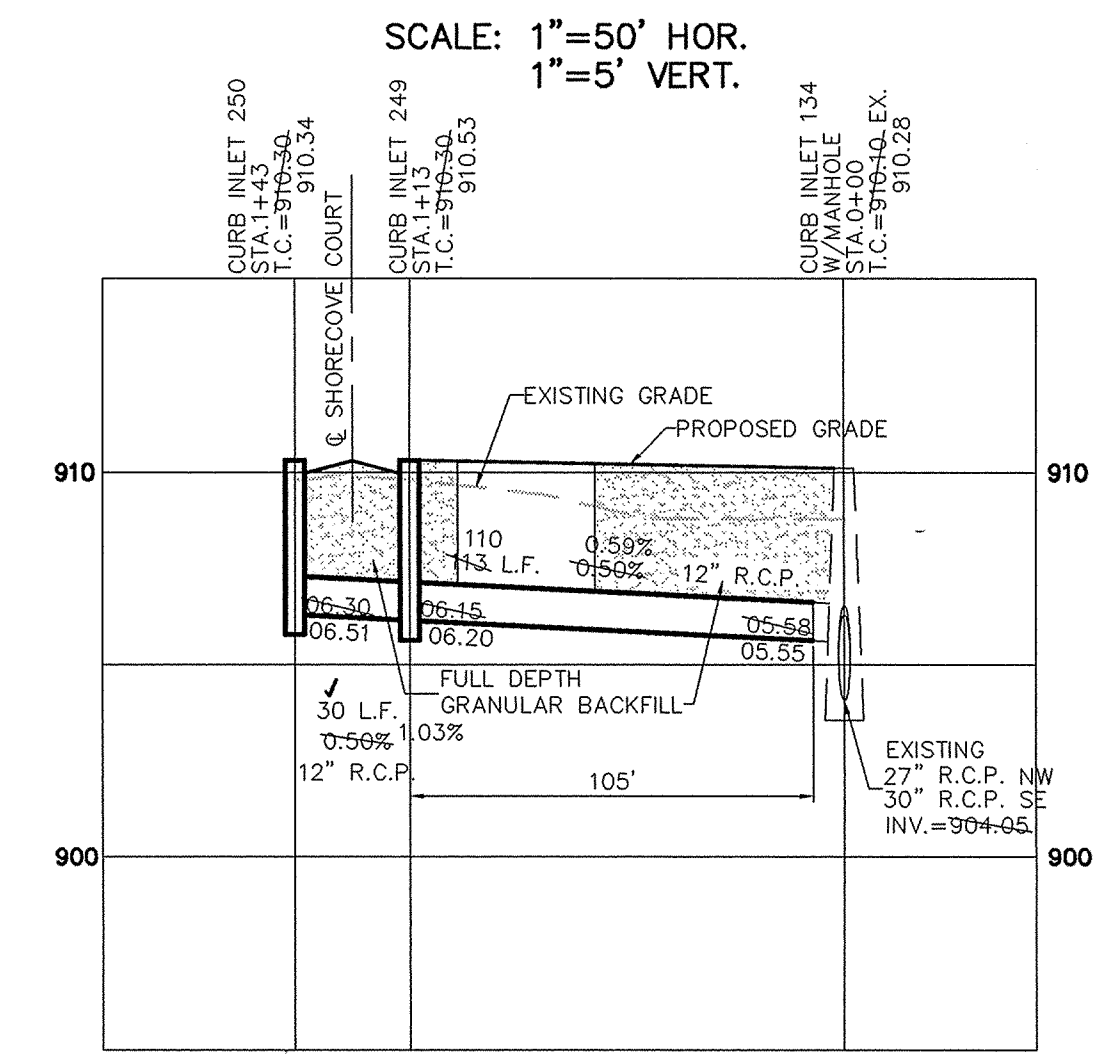 SCALE: 1"=50' HOR.
1"=5' VERT.
CURB INLET 250
STA.1+43
T.C.=910.30
910.34
℄ SHORECOVE COURT
CURB INLET 249
STA.1+13
T.C.=910.30
910.53
CURB INLET 134
W/MANHOLE
STA.0+00
T.C.=910.10 EX.
910.28
EXISTING GRADE
PROPOSED GRADE
910
910
110
113 L.F.
0.59%
0.50%
12" R.C.P.
06.30
06.51
06.15
06.20
05.58
05.55
FULL DEPTH
GRANULAR BACKFILL
30 L.F.
0.50% 1.03%
12" R.C.P.
105'
EXISTING
27" R.C.P. NW
30" R.C.P. SE
INV.=904.05
900
900